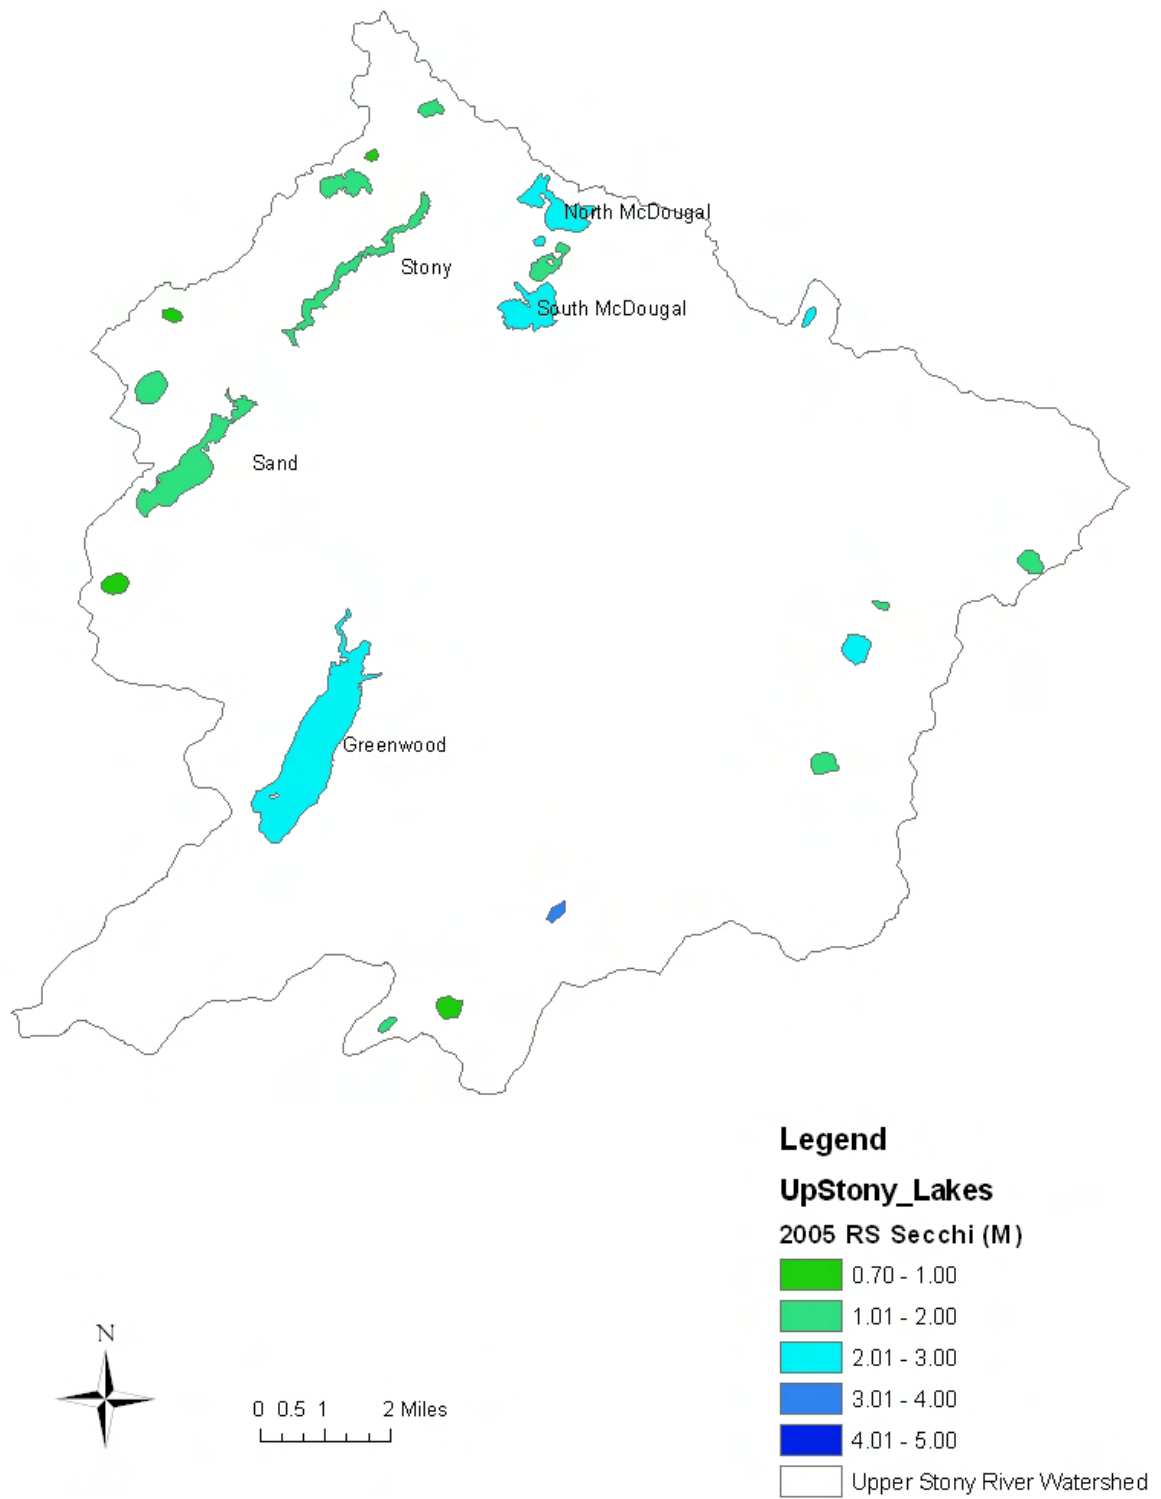 North McDougal
Stony
South McDougal
Sand
Greenwood
Legend
UpStony_Lakes
2005 RS Secchi (M)
0.70 - 1.00
1.01 - 2.00
2.01 - 3.00
3.01 - 4.00
4.01 - 5.00
Upper Stony River Watershed
N
0 0.5 1 2 Miles